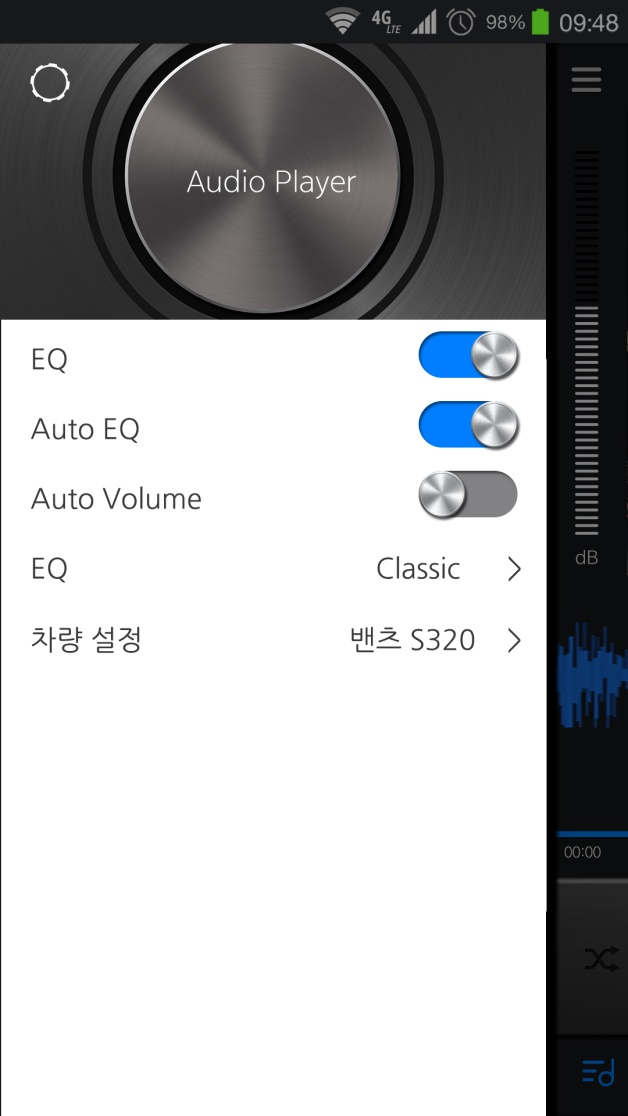 4G LTE 98% 09:48
Audio Player
EQ
Auto EQ
Auto Volume
EQ Classic
차량 설정 밴츠 S320
dB
00:00